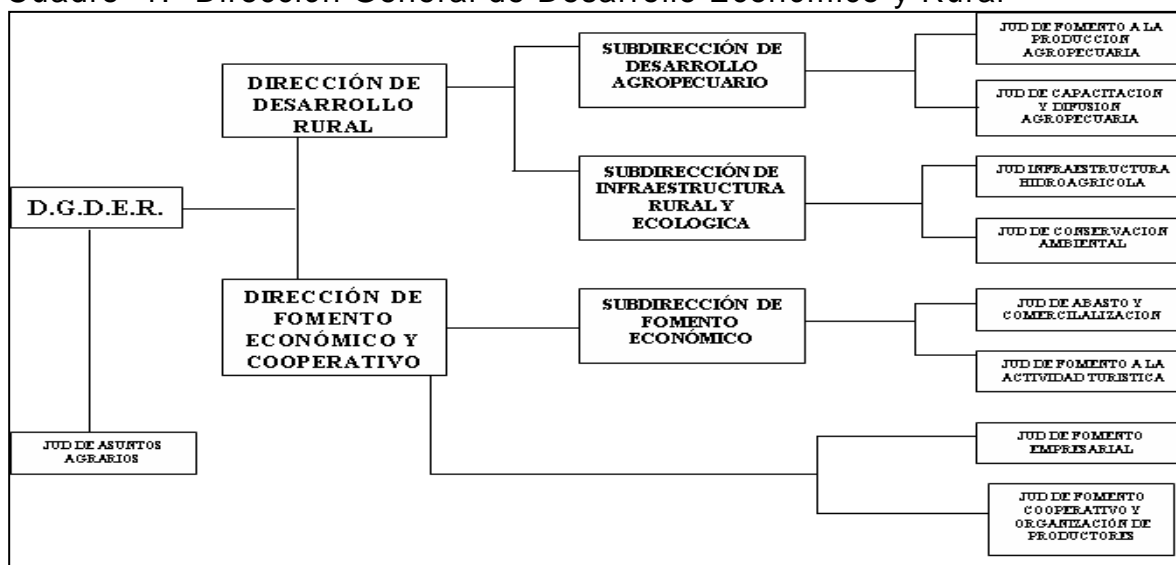 Cuadro 4.- Dirección General de Desarrollo Económico y Rural
D.G.D.E.R.
JUD DE ASUNTOS
AGRARIOS
DIRECCIÓN DE
DESARROLLO
RURAL
DIRECCIÓN DE
FOMENTO
ECONÓMICO Y
COOPERATIVO
SUBDIRECCIÓN DE
DESARROLLO
AGROPECUARIO
SUBDIRECCIÓN DE
INFRAESTRUCTURA
RURAL Y
ECOLOGICA
SUBDIRECCIÓN DE
FOMENTO
ECONÓMICO
JUD DE FOMENTO A LA
PRODUCCION
AGROPECUARIA
JUD DE CAPACITACION
Y DIFUSION
AGROPECUARIA
JUD INFRAESTRUCTURA
HIDROAGRICOLA
JUD DE CONSERVACION
AMBIENTAL
JUD DE ABASTO Y
COMERCILALIZACION
JUD DE FOMENTO A LA
ACTIVIDAD TURISTICA
JUD DE FOMENTO
EMPRESARIAL
JUD DE FOMENTO
COOPERATIVO Y
ORGANIZACIÓN DE
PRODUCTORES